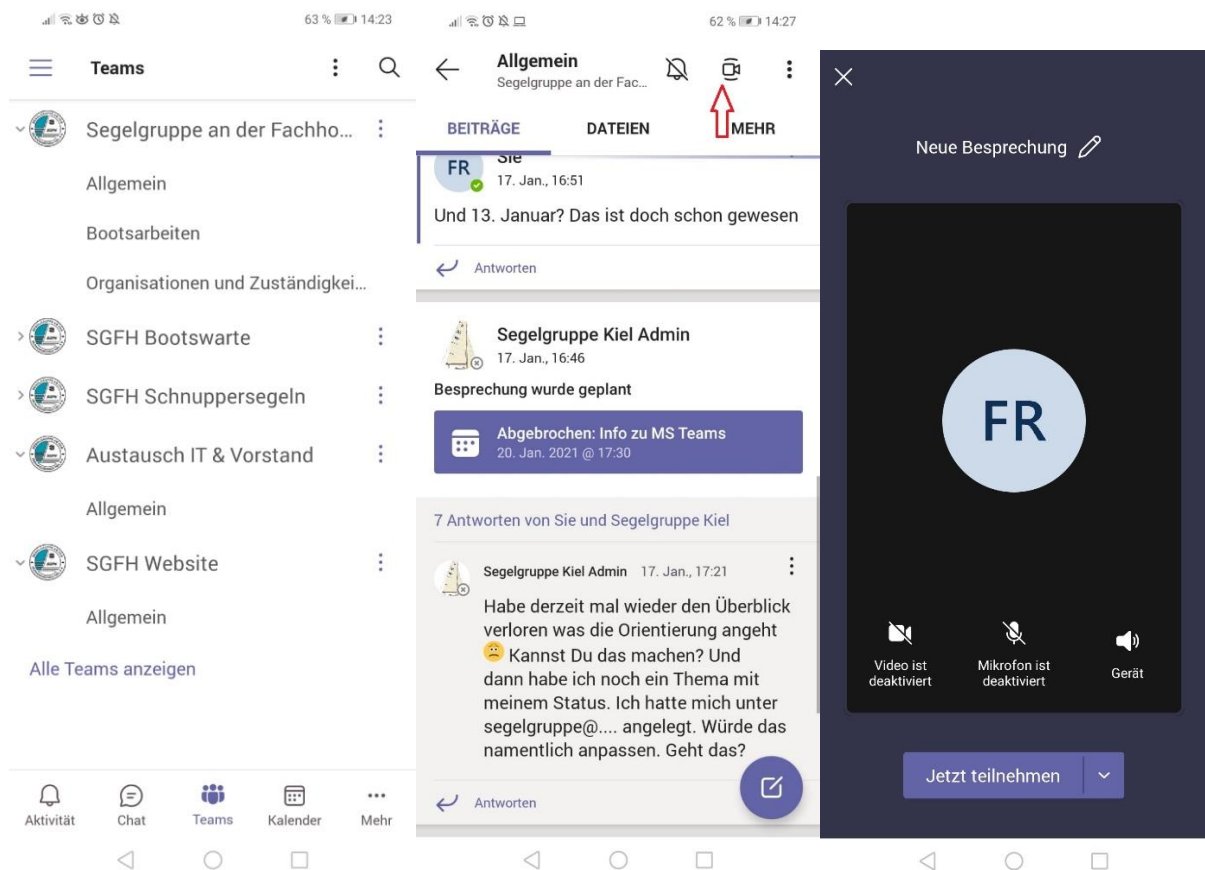 63 % 14:23
Teams
Segelgruppe an der Fachho...
Allgemein
Bootsarbeiten
Organisationen und Zuständigkei...
SGFH Bootswarte
SGFH Schnuppersegeln
Austausch IT & Vorstand
Allgemein
SGFH Website
Allgemein
Alle Teams anzeigen
Aktivität
Chat
Teams
Kalender
Mehr
62 % 14:27
Allgemein
Segelgruppe an der Fac...
BEITRÄGE
DATEIEN
MEHR
FR
Sie
17. Jan., 16:51
Und 13. Januar? Das ist doch schon gewesen
Antworten
Segelgruppe Kiel Admin
17. Jan., 16:46
Besprechung wurde geplant
Abgebrochen: Info zu MS Teams
20. Jan. 2021 @ 17:30
7 Antworten von Sie und Segelgruppe Kiel
Segelgruppe Kiel Admin 17. Jan., 17:21
Habe derzeit mal wieder den Überblick
verloren was die Orientierung angeht
Kannst Du das machen? Und
dann habe ich noch ein Thema mit
meinem Status. Ich hatte mich unter
segelgruppe@.... angelegt. Würde das
namentlich anpassen. Geht das?
Antworten
Neue Besprechung
FR
Video ist
deaktiviert
Mikrofon ist
deaktiviert
Gerät
Jetzt teilnehmen